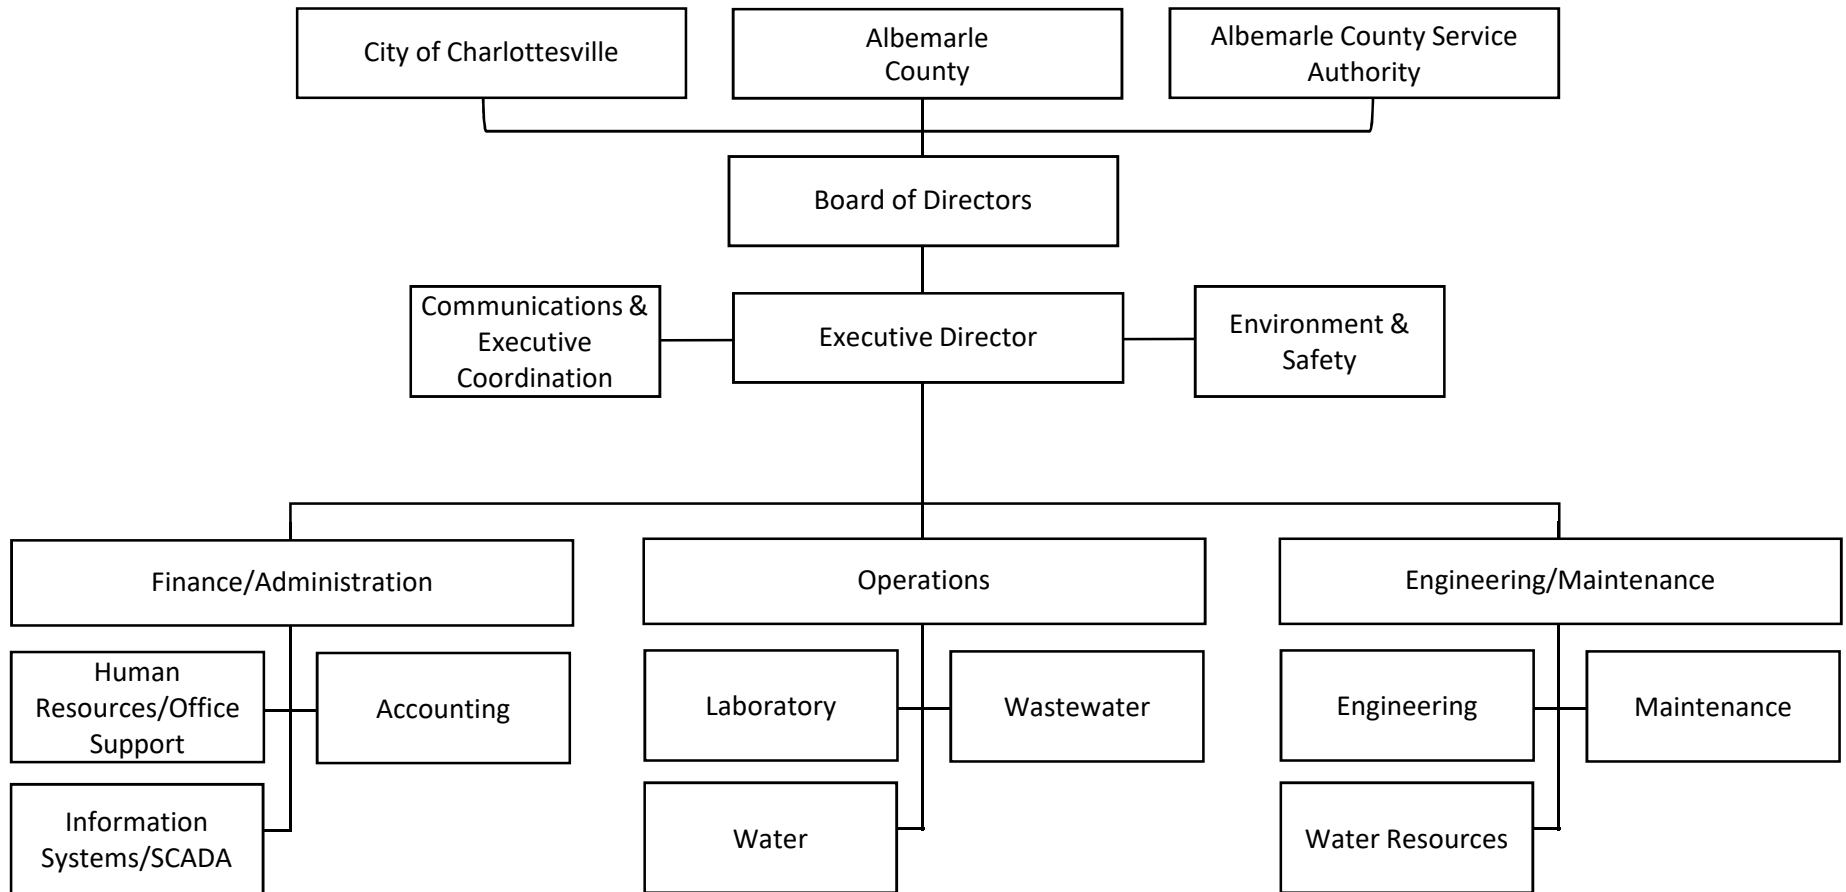 City of Charlottesville
Albemarle
County
Albemarle County Service
Authority
Board of Directors
Communications &
Executive
Coordination
Executive Director
Environment &
Safety
Finance/Administration
Operations
Engineering/Maintenance
Human
Resources/Office
Support
Accounting
Laboratory
Wastewater
Engineering
Maintenance
Information
Systems/SCADA
Water
Water Resources